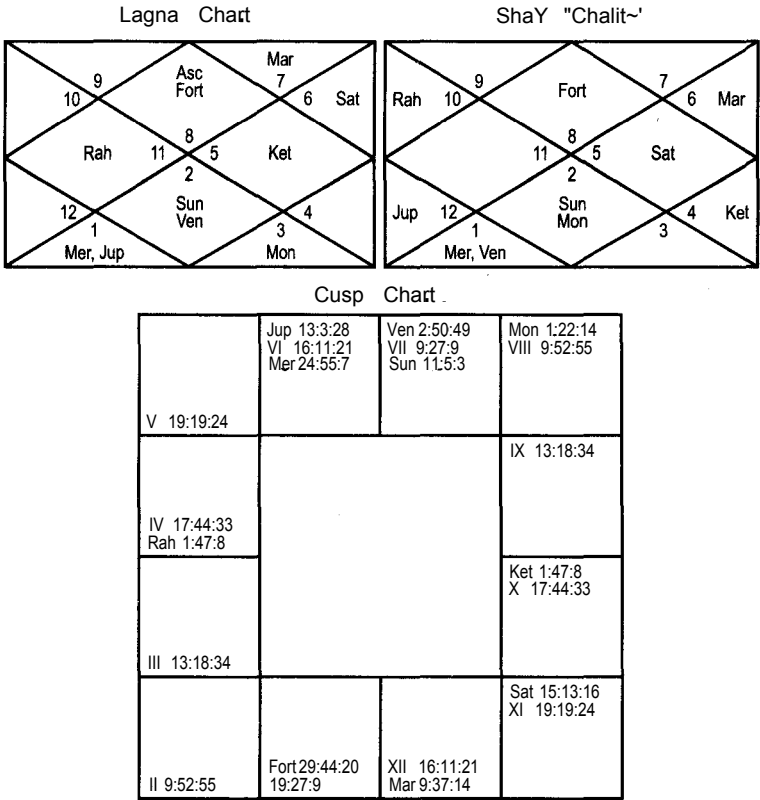 Lagna Chart
9
10
Asc
Fort
Mar
7
6
Sat
8
Rah
11
5
Ket
2
12
1
Sun
Ven
4
3
Mer, Jup
Mon
ShaY "Chalit~'
Rah
10
9
Fort
7
6
Mar
8
11
5
Sat
2
Jup
12
1
Sun
Mon
4
3
Ket
Mer, Ven
Cusp Chart
Jup 13:3:28
VI 16:11:21
Mer 24:55:7
Ven 2:50:49
VII 9:27:9
Sun 11:5:3
Mon 1:22:14
VIII 9:52:55
V 19:19:24
IX 13:18:34
IV 17:44:33
Rah 1:47:8
Ket 1:47:8
X 17:44:33
III 13:18:34
Sat 15:13:16
XI 19:19:24
II 9:52:55
Fort 29:44:20
19:27:9
XII 16:11:21
Mar 9:37:14